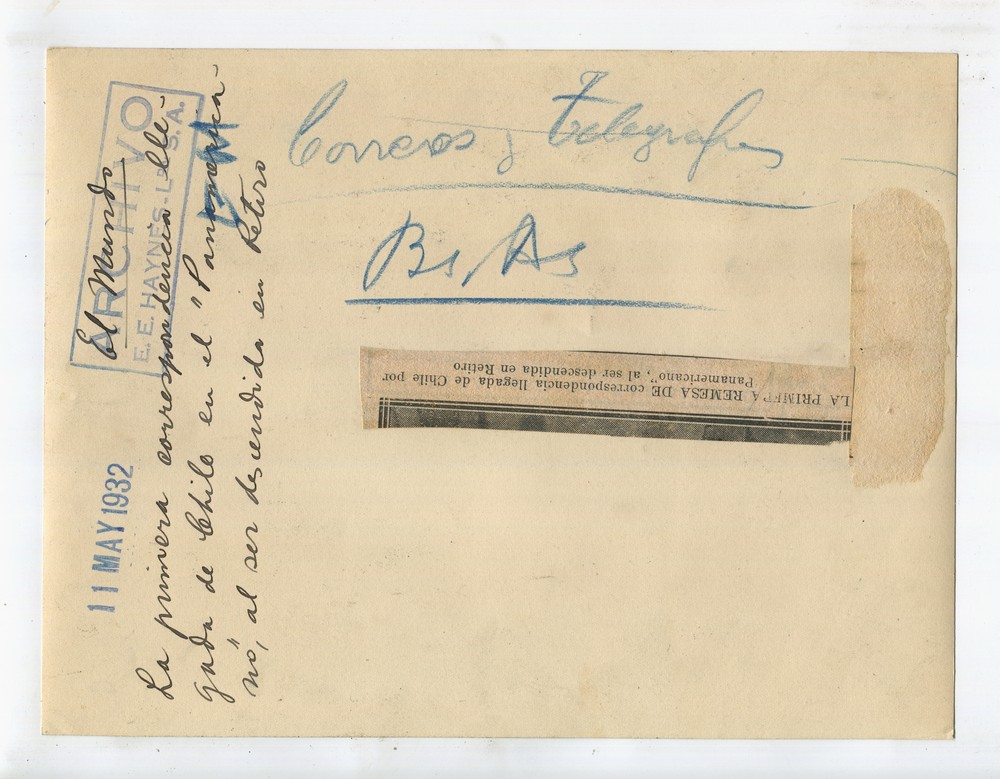 Correos y Telegrafos
Bs As
LA PRIMERA REMESA DE correspondencia llegada de Chile por
Panamericano", al ser descendida en Retiro
ARCHIVO
E. E. HAYNES - L
S. A.
11 MAY 1932
El Mundo
La primera correspondencia lle-
gada de Chile en el "Panamerica-
no", al ser descendida en Retiro